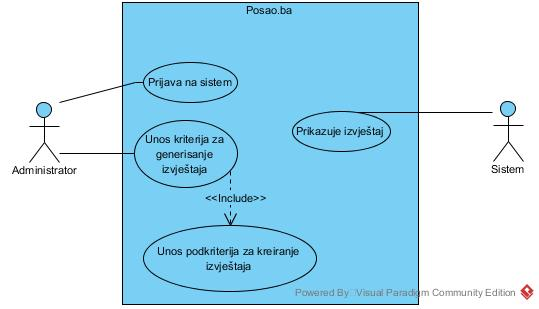 Posao.ba
Prijava na sistem
Prikazuje izvještaj
Administrator
Unos kriterija za
generisanje
izvještaja
Sistem
<<Include>>
Unos podkriterija za kreiranje
izvještaja
Powered By Visual Paradigm Community Edition